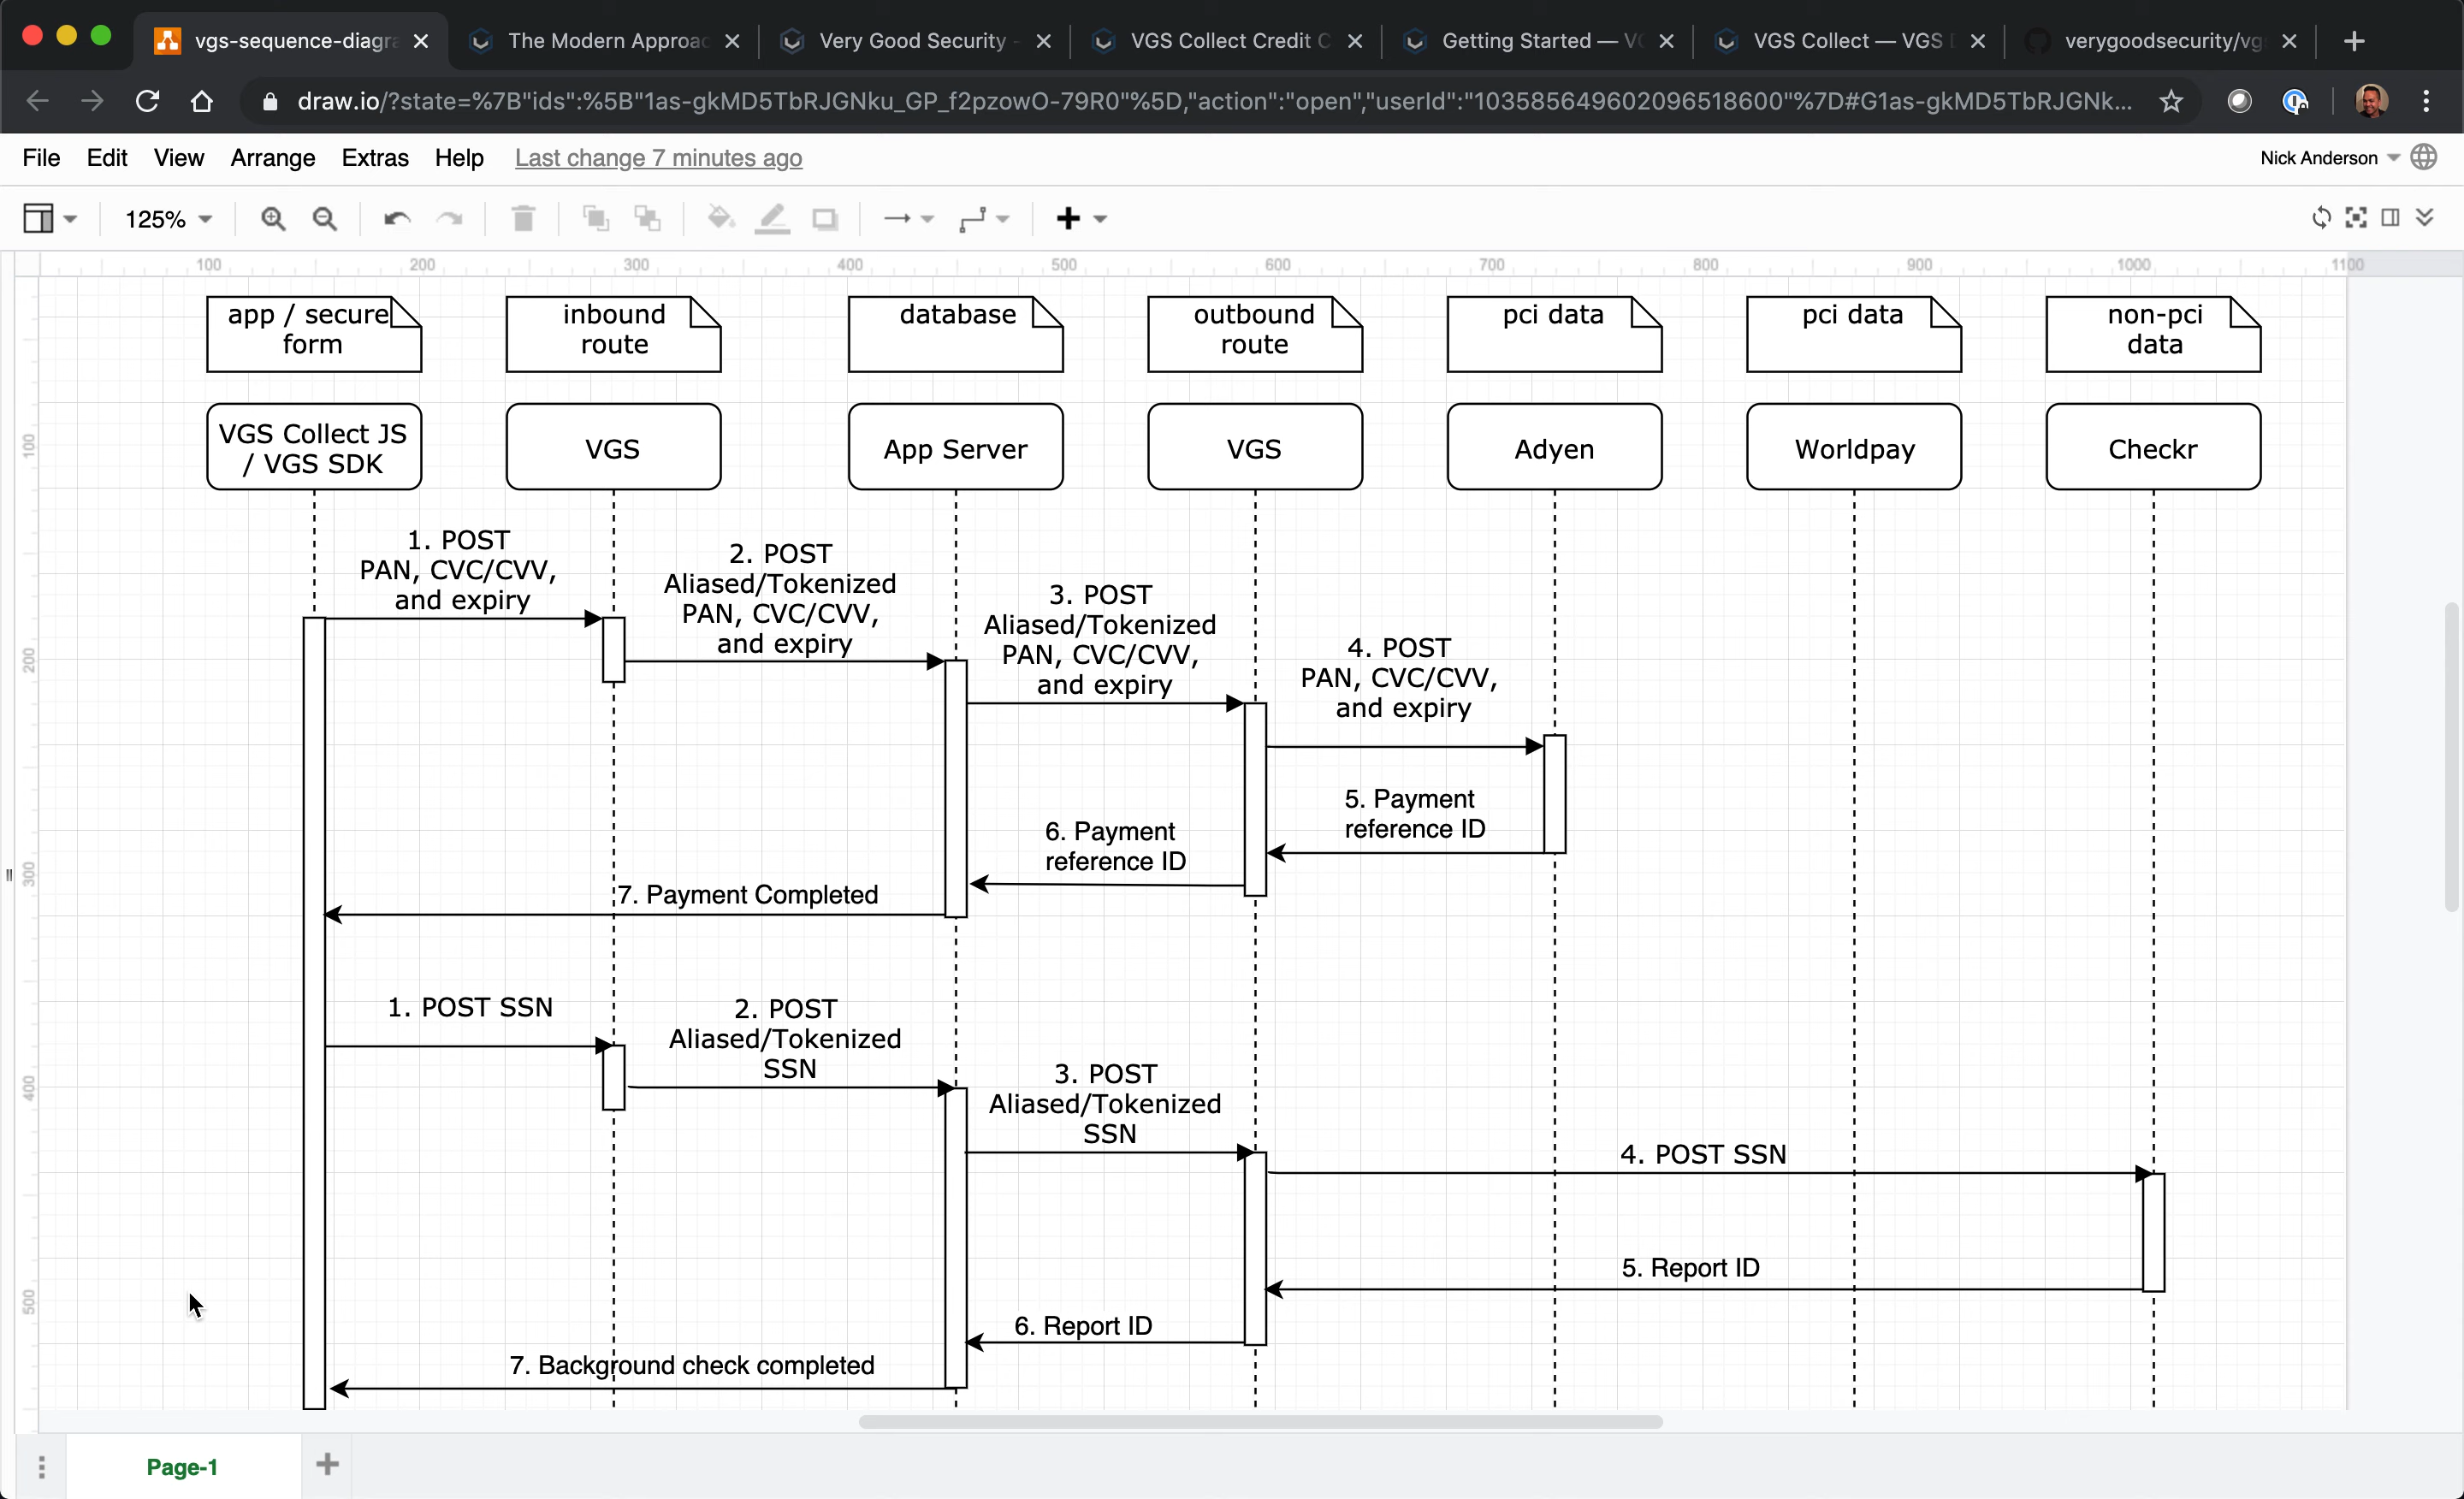 vgs-sequence-diagra
The Modern Approac
Very Good Security -
VGS Collect Credit C
Getting Started — V
VGS Collect — VGS
verygoodsecurity/vg
draw.io/?state=%7B"ids":%5B"1as-gkMD5TbRJGNku_GP_f2pzowO-79R0"%5D,"action":"open","userId":"103585649602096518600"%7D#G1as-gkMD5TbRJGNk...
File Edit View Arrange Extras Help Last change 7 minutes ago
Nick Anderson
125%
100 200 300 400 500 600 700 800 900 1000 1100
100
200
300
400
500
app / secure
form
inbound
route
database
outbound
route
pci data
pci data
non-pci
data
VGS Collect JS
/ VGS SDK
VGS
App Server
VGS
Adyen
Worldpay
Checkr
1. POST
PAN, CVC/CVV,
and expiry
2. POST
Aliased/Tokenized
PAN, CVC/CVV,
and expiry
3. POST
Aliased/Tokenized
PAN, CVC/CVV,
and expiry
4. POST
PAN, CVC/CVV,
and expiry
5. Payment
reference ID
6. Payment
reference ID
7. Payment Completed
1. POST SSN
2. POST
Aliased/Tokenized
SSN
3. POST
Aliased/Tokenized
SSN
4. POST SSN
5. Report ID
6. Report ID
7. Background check completed
Page-1